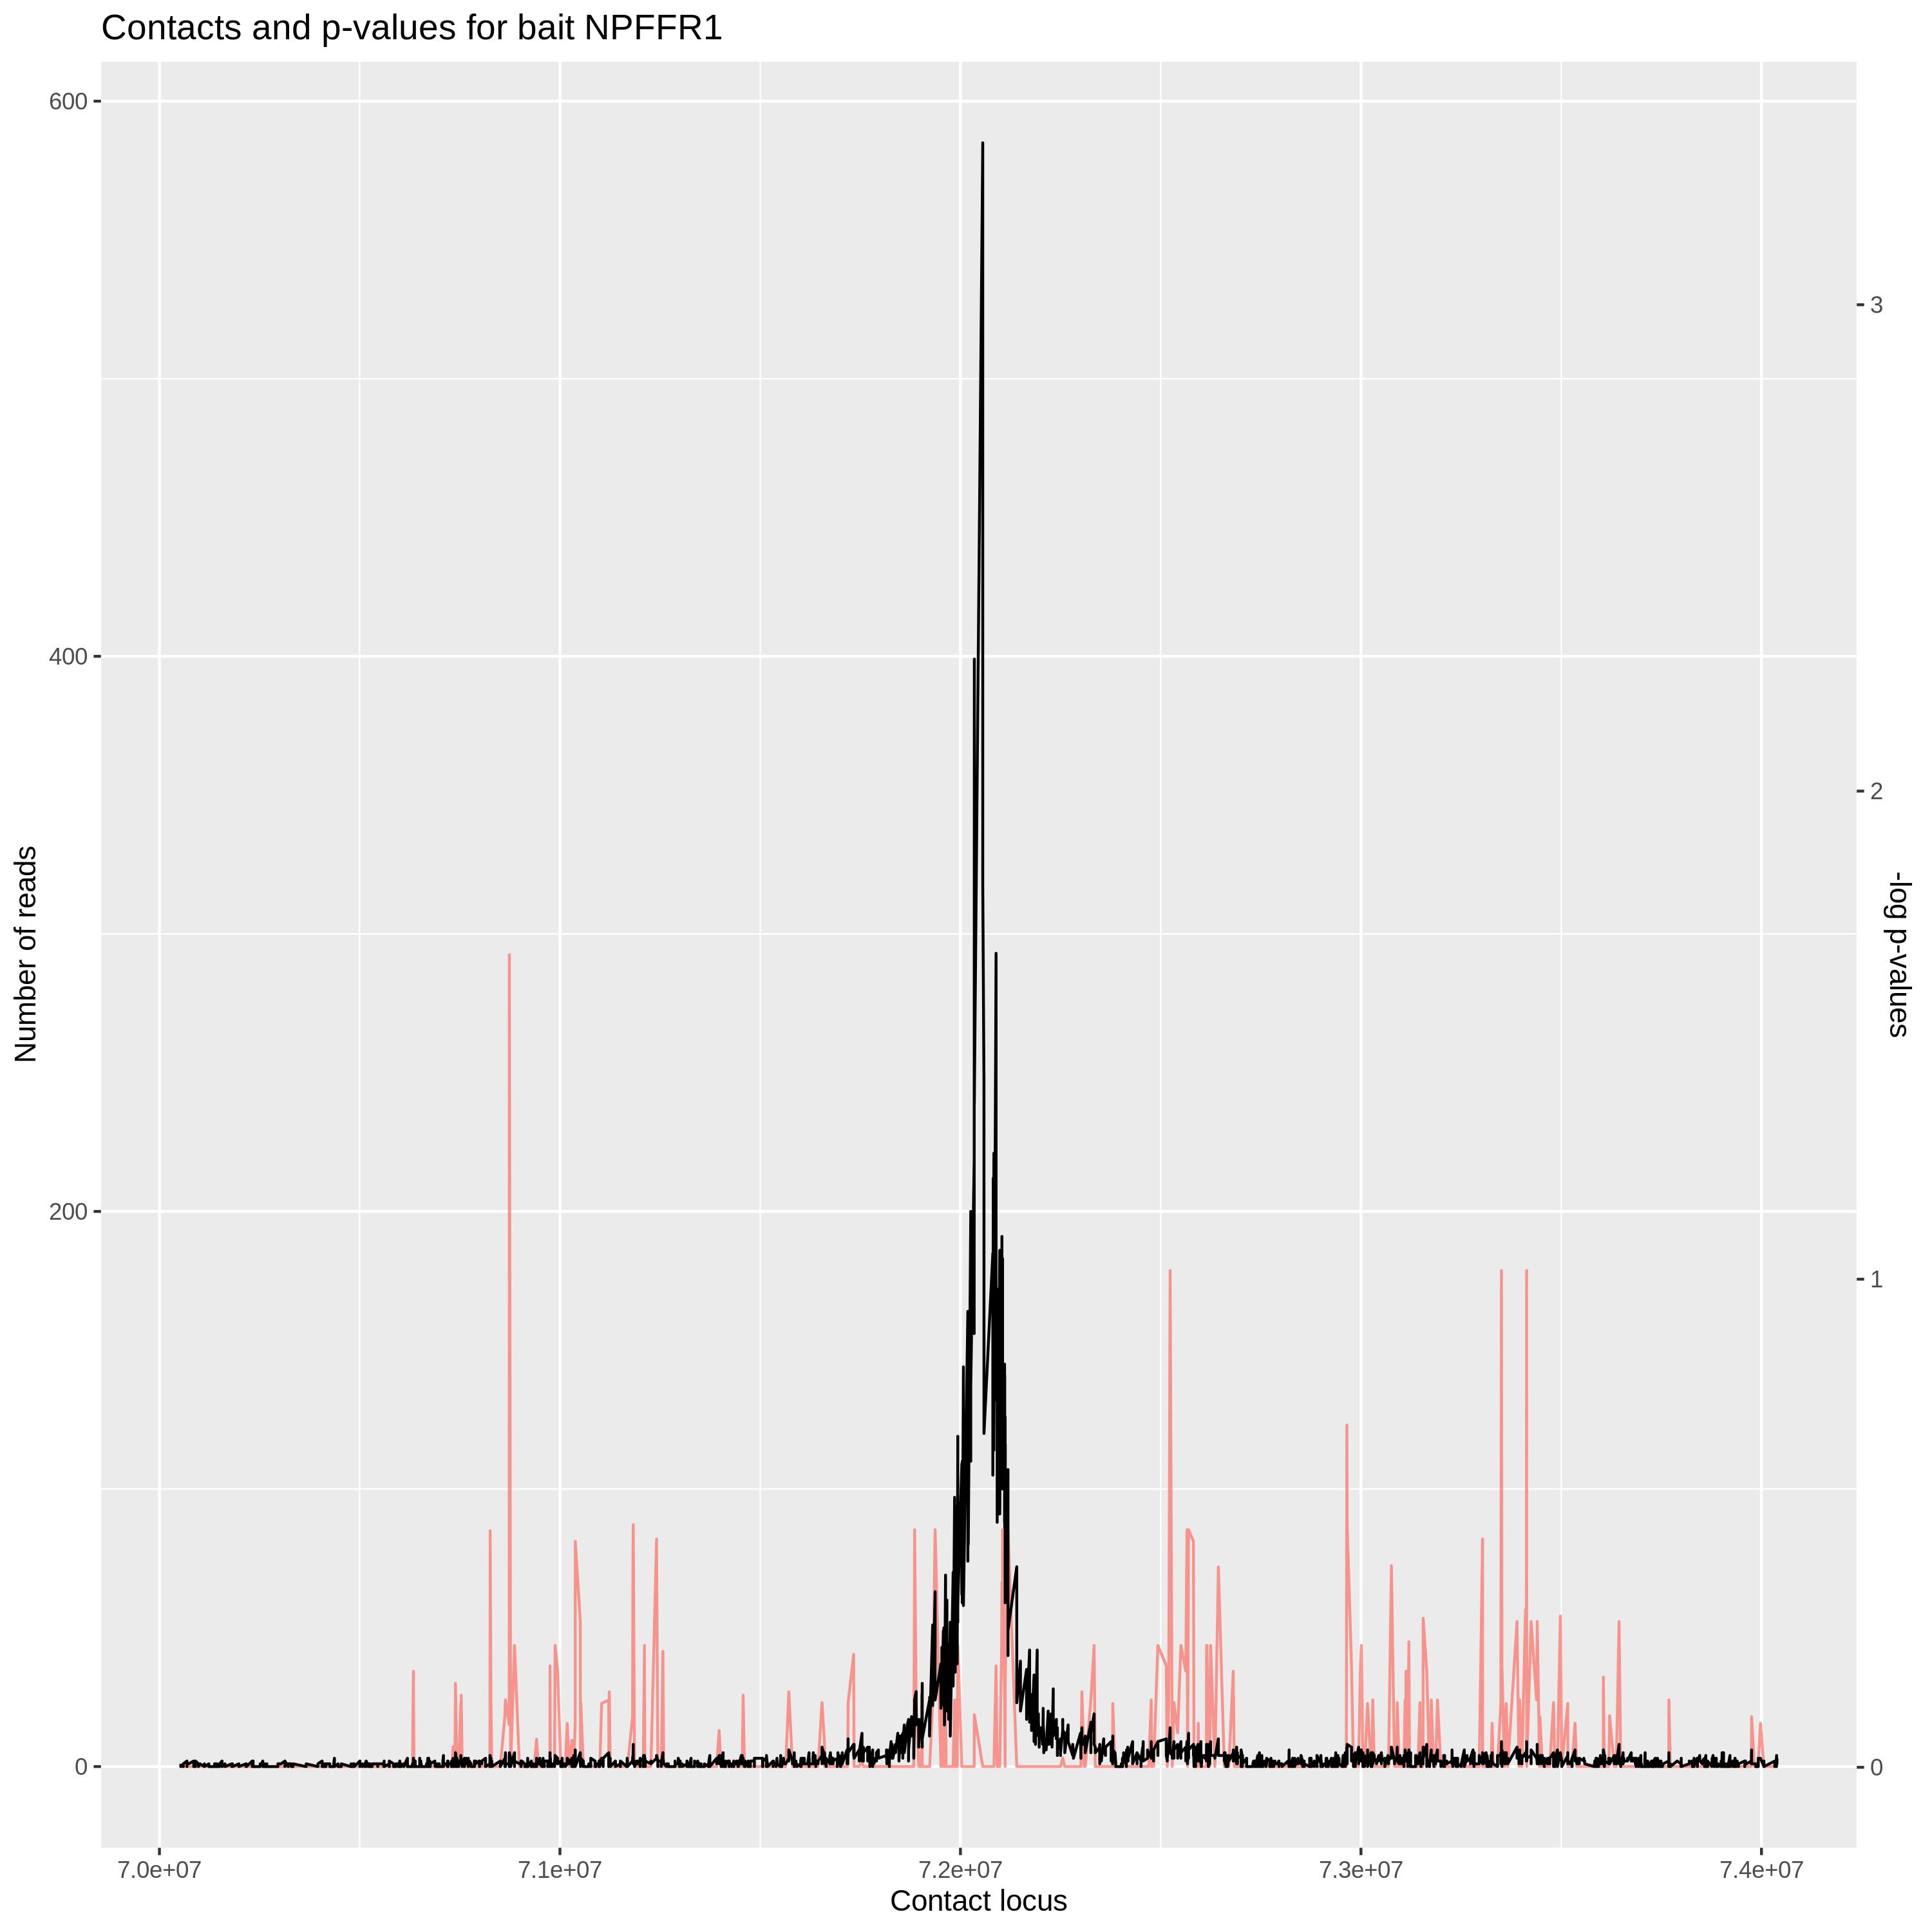 Contacts and p-values for bait NPFFR1
600
400
200
0
Number of reads
3
2
1
0
-log p-values
7.0e+07 7.1e+07 7.2e+07 7.3e+07 7.4e+07
Contact locus